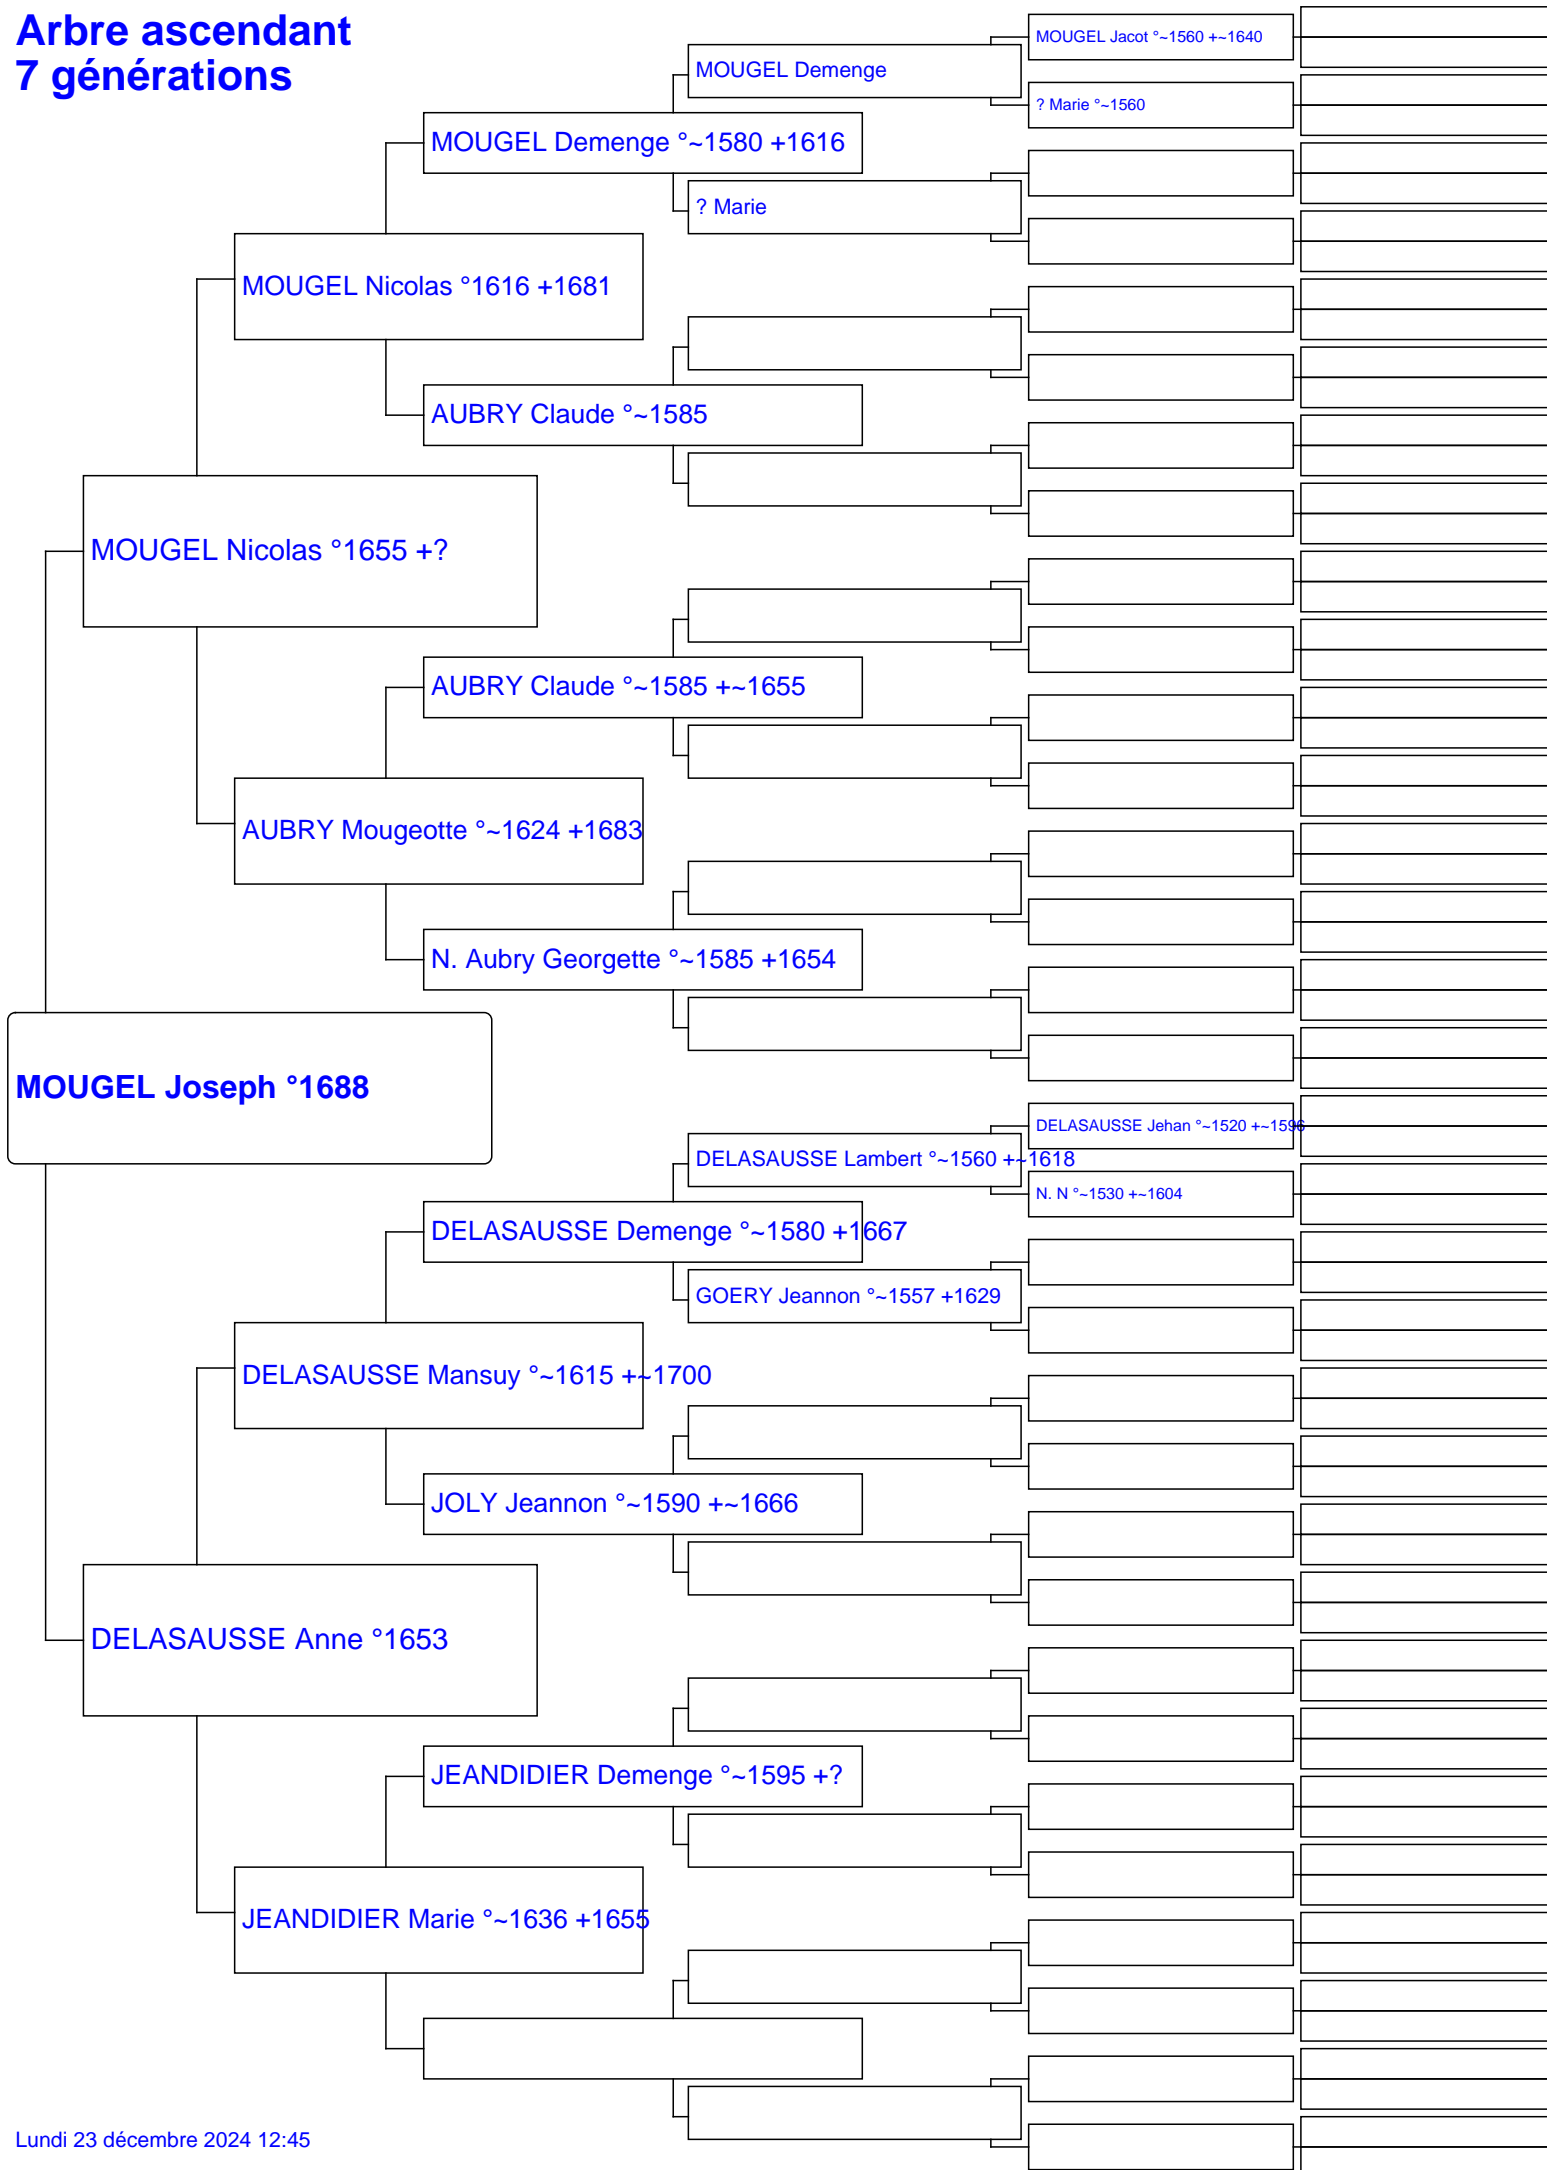 Arbre ascendant
7 générations
MOUGEL Jacot °~1560 +~1640
MOUGEL Demenge
? Marie °~1560
MOUGEL Demenge °~1580 +1616
? Marie
MOUGEL Nicolas °1616 +1681
AUBRY Claude °~1585
MOUGEL Nicolas °1655 +?
AUBRY Claude °~1585 +~1655
AUBRY Mougeotte °~1624 +1683
N. Aubry Georgette °~1585 +1654
MOUGEL Joseph °1688
DELASAUSSE Jehan °~1520 +~1596
DELASAUSSE Lambert °~1560 +~1618
N. N °~1530 +~1604
DELASAUSSE Demenge °~1580 +1667
GOERY Jeannon °~1557 +1629
DELASAUSSE Mansuy °~1615 +~1700
JOLY Jeannon °~1590 +~1666
DELASAUSSE Anne °1653
JEANDIDIER Demenge °~1595 +?
JEANDIDIER Marie °~1636 +1655
Lundi 23 décembre 2024 12:45